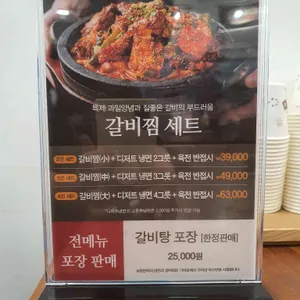 특제 과일양념과 질좋은 갈비의 부드러움
갈비찜 세트
갈비찜(小) + 디저트 냉면 2그릇 + 육전 반접시 ₩39,000
갈비찜(中) + 디저트 냉면 3그릇 + 육전 반접시 ₩49,000
갈비찜(大) + 디저트 냉면 4그릇 + 육전 반접시 ₩63,000
전메뉴
포장 판매
갈비탕 포장 [한정판매]
25,000원